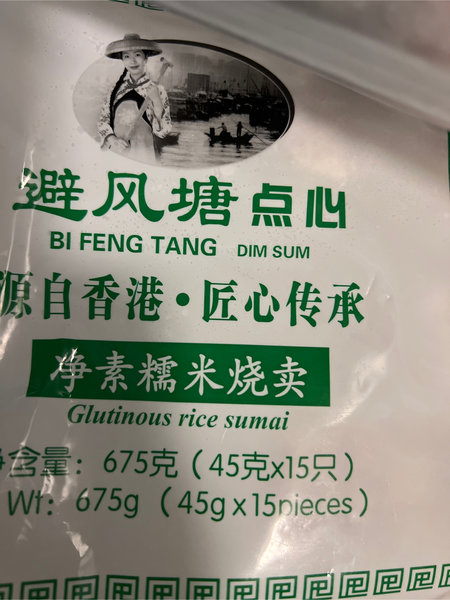 避风塘点心
BI FENG TANG DIM SUM
源自香港·匠心传承
净素糯米烧卖
Glutinous rice sumai
净含量：675克（45克x15只）
Wt：675g（45gx15pieces）